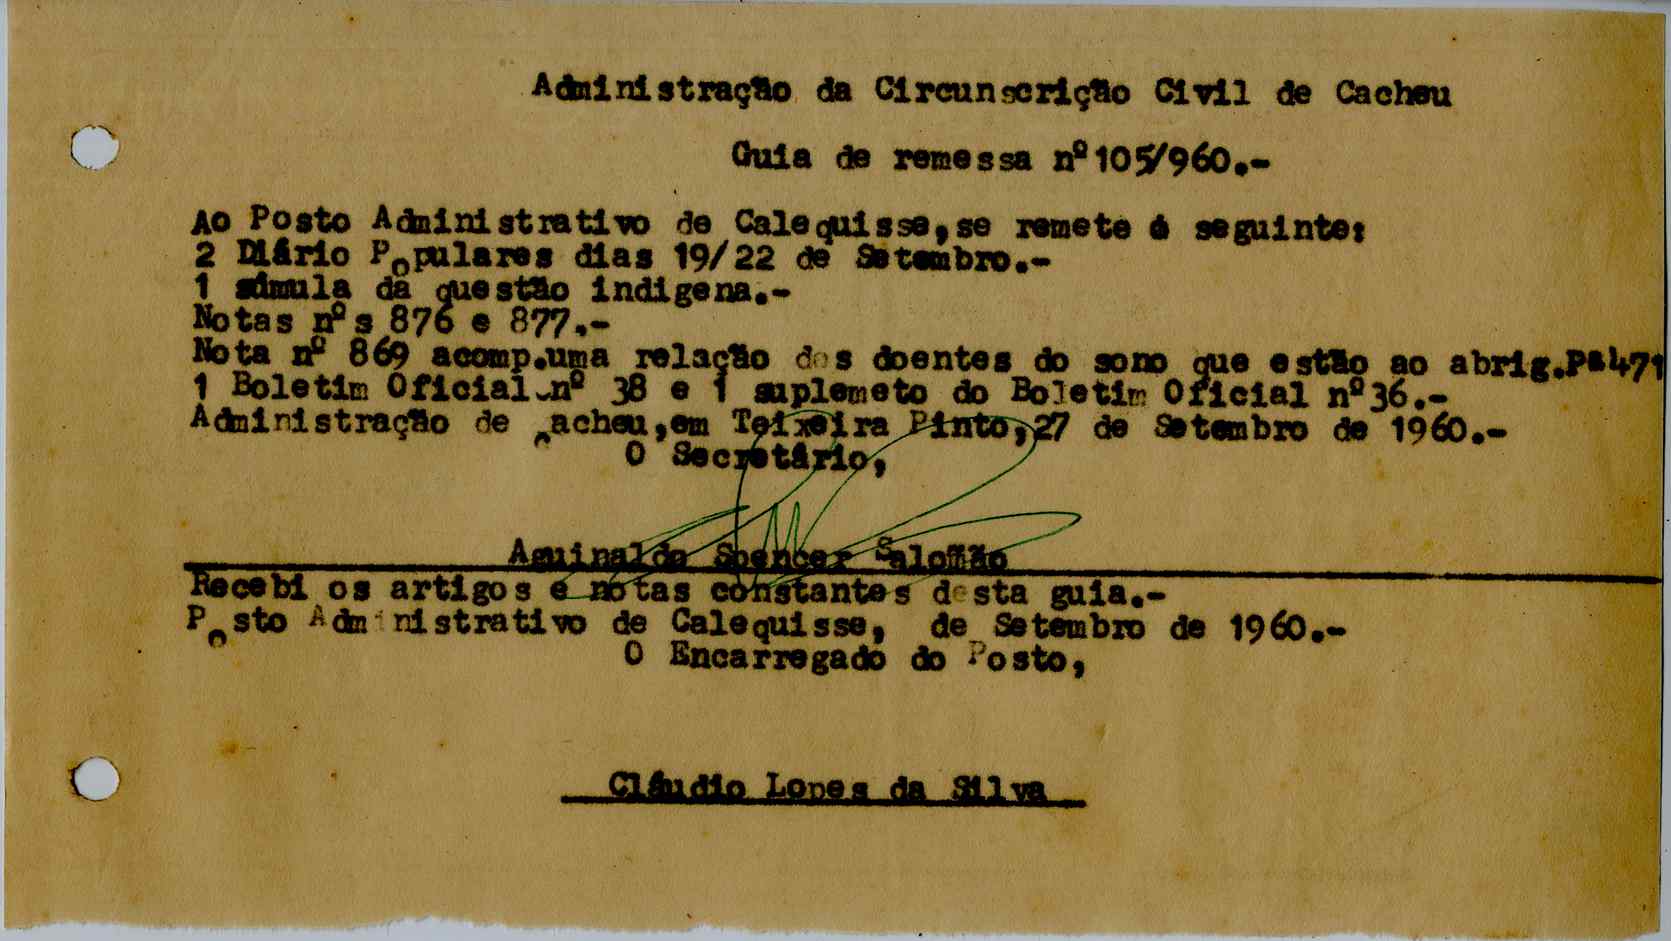 Administração da Circunscrição Civil de Cacheu
Guia de remessa nº105/960.-
Ao Posto Administrativo de Calequisse,se remete o seguinte:
2 Diário Populares dias 19/22 de Setembro.-
1 súmula da questão indigena.-
Notas nºs 876 e 877.-
Nota nº 869 acomp.uma relação dos doentes do sono que estão ao abrig.Pª471
1 Boletim Oficial nº 38 e 1 suplemeto do Boletim Oficial nº36.-
Administração de Cacheu,em Teixeira Pinto,27 de Setembro de 1960.-
O Secretário,
Aguinaldo Spencer Salomão
Recebi os artigos e notas constantes desta guia.-
Posto Administrativo de Calequisse, de Setembro de 1960.-
O Encarregado do Posto,
Cláudio Lopes da Silva